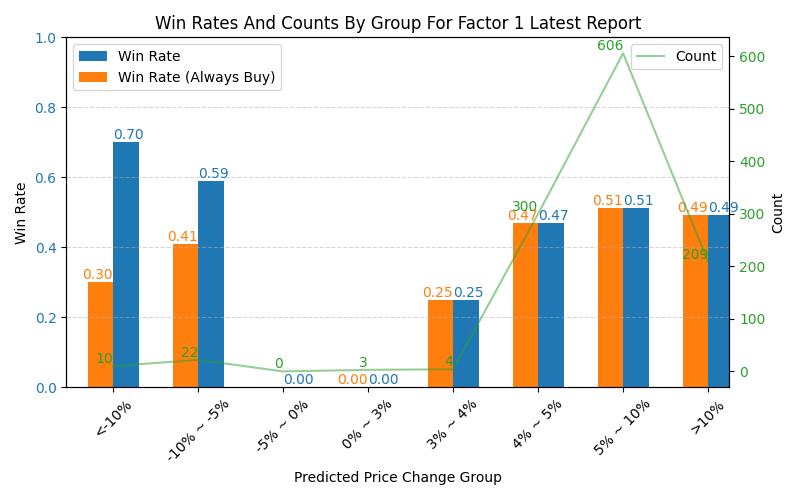 Win Rates And Counts By Group For Factor 1 Latest Report
Win Rate
Win Rate (Always Buy)
Count
1.0
0.8
0.6
0.4
0.2
0.0
Win Rate
600
500
400
300
200
100
0
Count
0.30
0.70
0.41
0.59
0.00
0.00
0.00
0.25
0.25
0.47
0.47
0.51
0.51
0.49
0.49
10
22
0
3
4
300
606
209
<-10%
-10% ~ -5%
-5% ~ 0%
0% ~ 3%
3% ~ 4%
4% ~ 5%
5% ~ 10%
>10%
Predicted Price Change Group